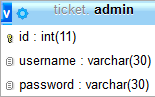 v ticket admin
id : int(11)
username : varchar(30)
password : varchar(30)